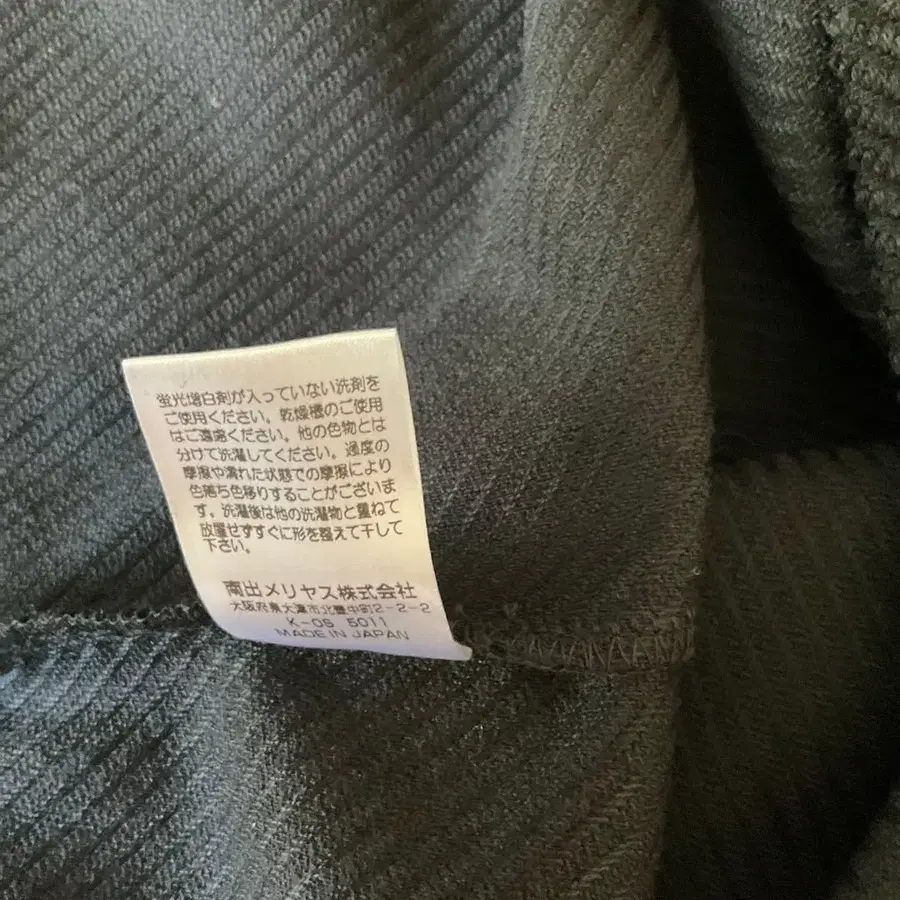 蛍光増白剤が入っていない洗剤を
ご使用ください。乾燥機のご使用
はご遠慮ください。他の色物とは
分けて洗濯してください。過度の
摩擦や濡れた状態での摩擦により
色落ち色移りすることがございま
す。洗濯後は他の洗濯物と重ねて
放置せずすぐに形を整えて干して
下さい。
南出メリヤス株式会社
大阪府泉大津市北豊中町2-2-2
K-OS 5011
MADE IN JAPAN